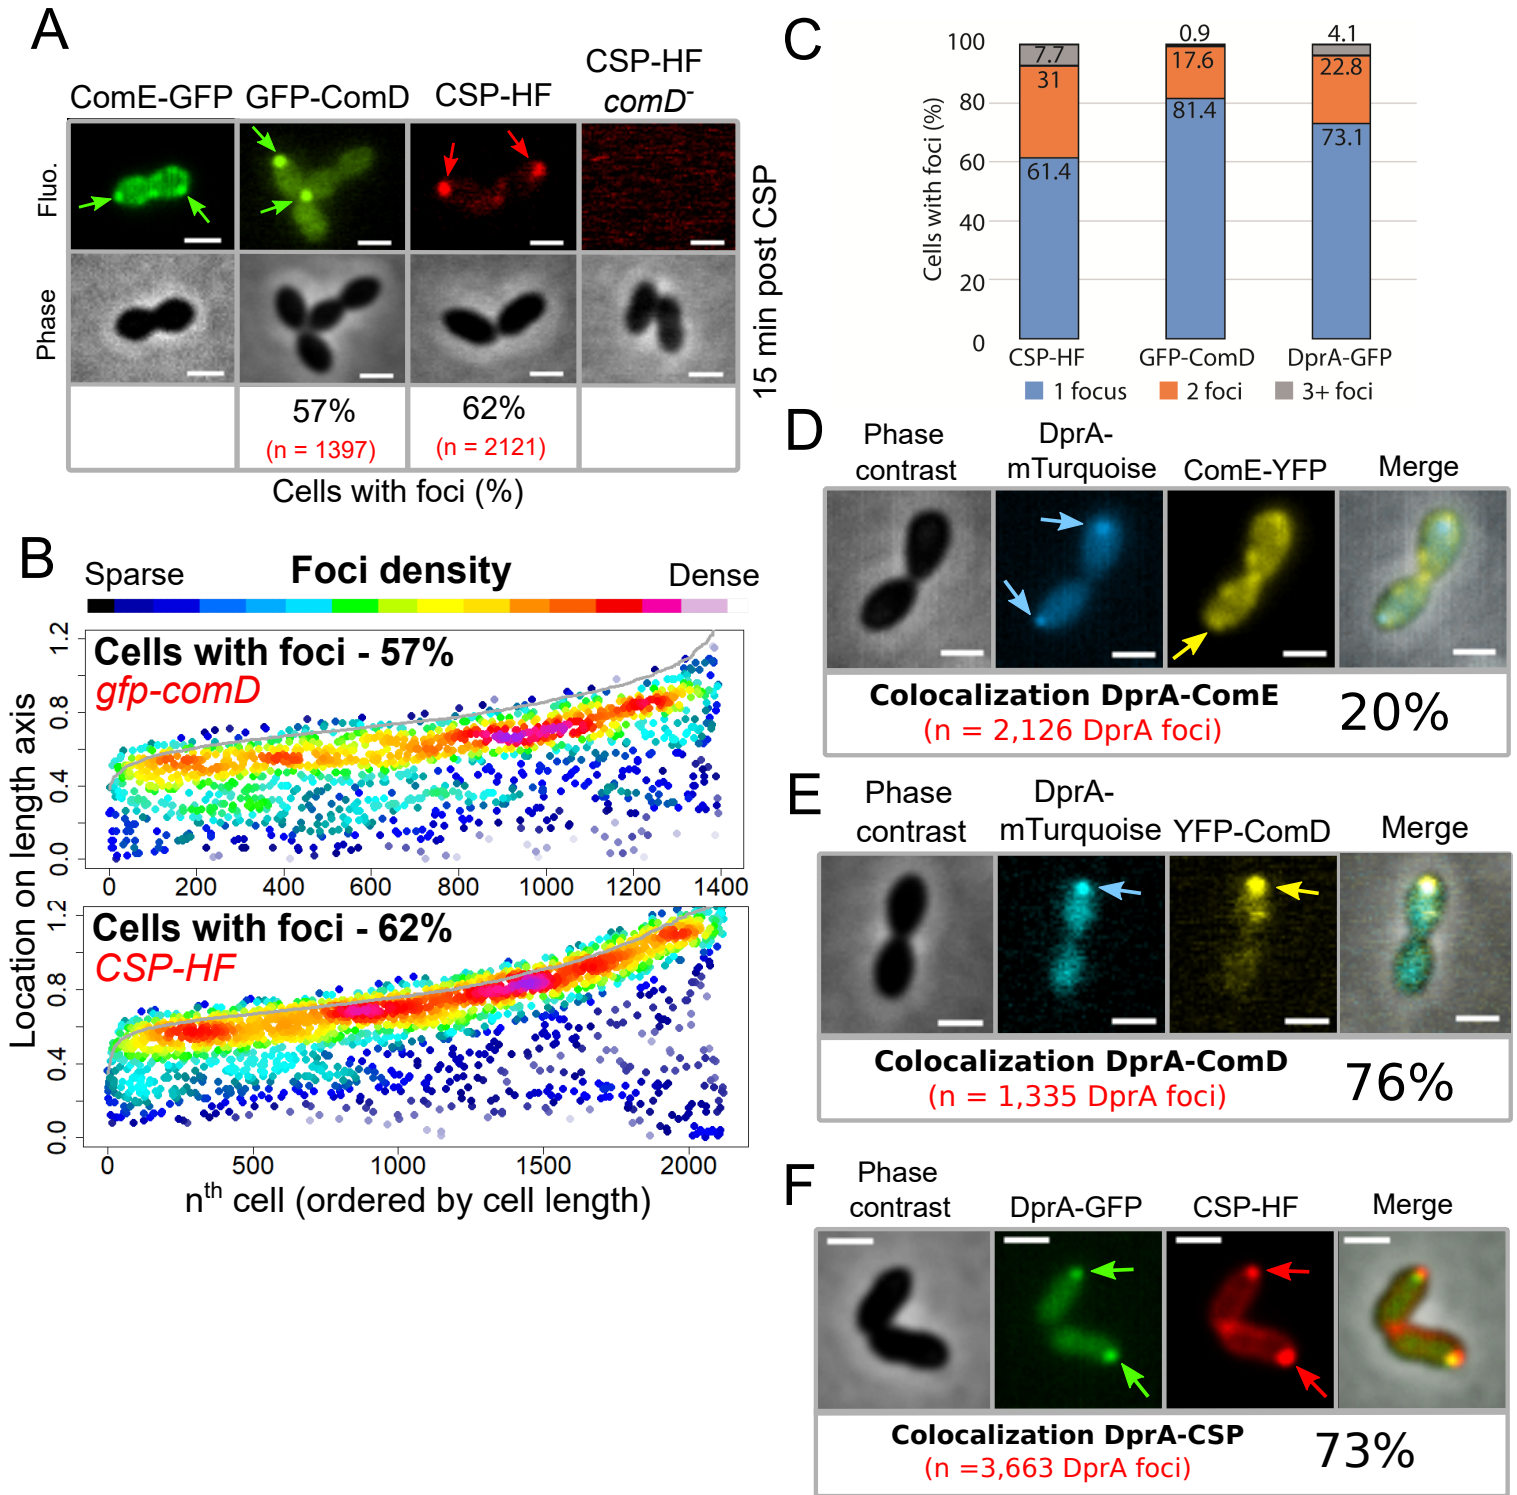 A
ComE-GFP GFP-ComD CSP-HF CSP-HF
comD-
Fluo.
Phase
15 min post CSP
57% 62%
(n = 1397) (n = 2121)
Cells with foci (%)
B
Foci density
Sparse Dense
Location on length axis
Cells with foci - 57%
gfp-comD
1.2
0.8
0.4
0.0
0 200 400 600 800 1000 1200 1400
Cells with foci - 62%
CSP-HF
1.2
0.8
0.4
0.0
0 500 1000 1500 2000
nth cell (ordered by cell length)
C
Cells with foci (%)
100
80
60
40
20
0
7.7 0.9 4.1
31 17.6 22.8
61.4 81.4 73.1
CSP-HF GFP-ComD DprA-GFP
1 focus 2 foci 3+ foci
D
Phase
contrast
DprA-
mTurquoise
ComE-YFP
Merge
Colocalization DprA-ComE
(n = 2,126 DprA foci)
20%
E
Phase
contrast
DprA-
mTurquoise
YFP-ComD
Merge
Colocalization DprA-ComD
(n = 1,335 DprA foci)
76%
F
Phase
contrast
DprA-GFP
CSP-HF
Merge
Colocalization DprA-CSP
(n =3,663 DprA foci)
73%